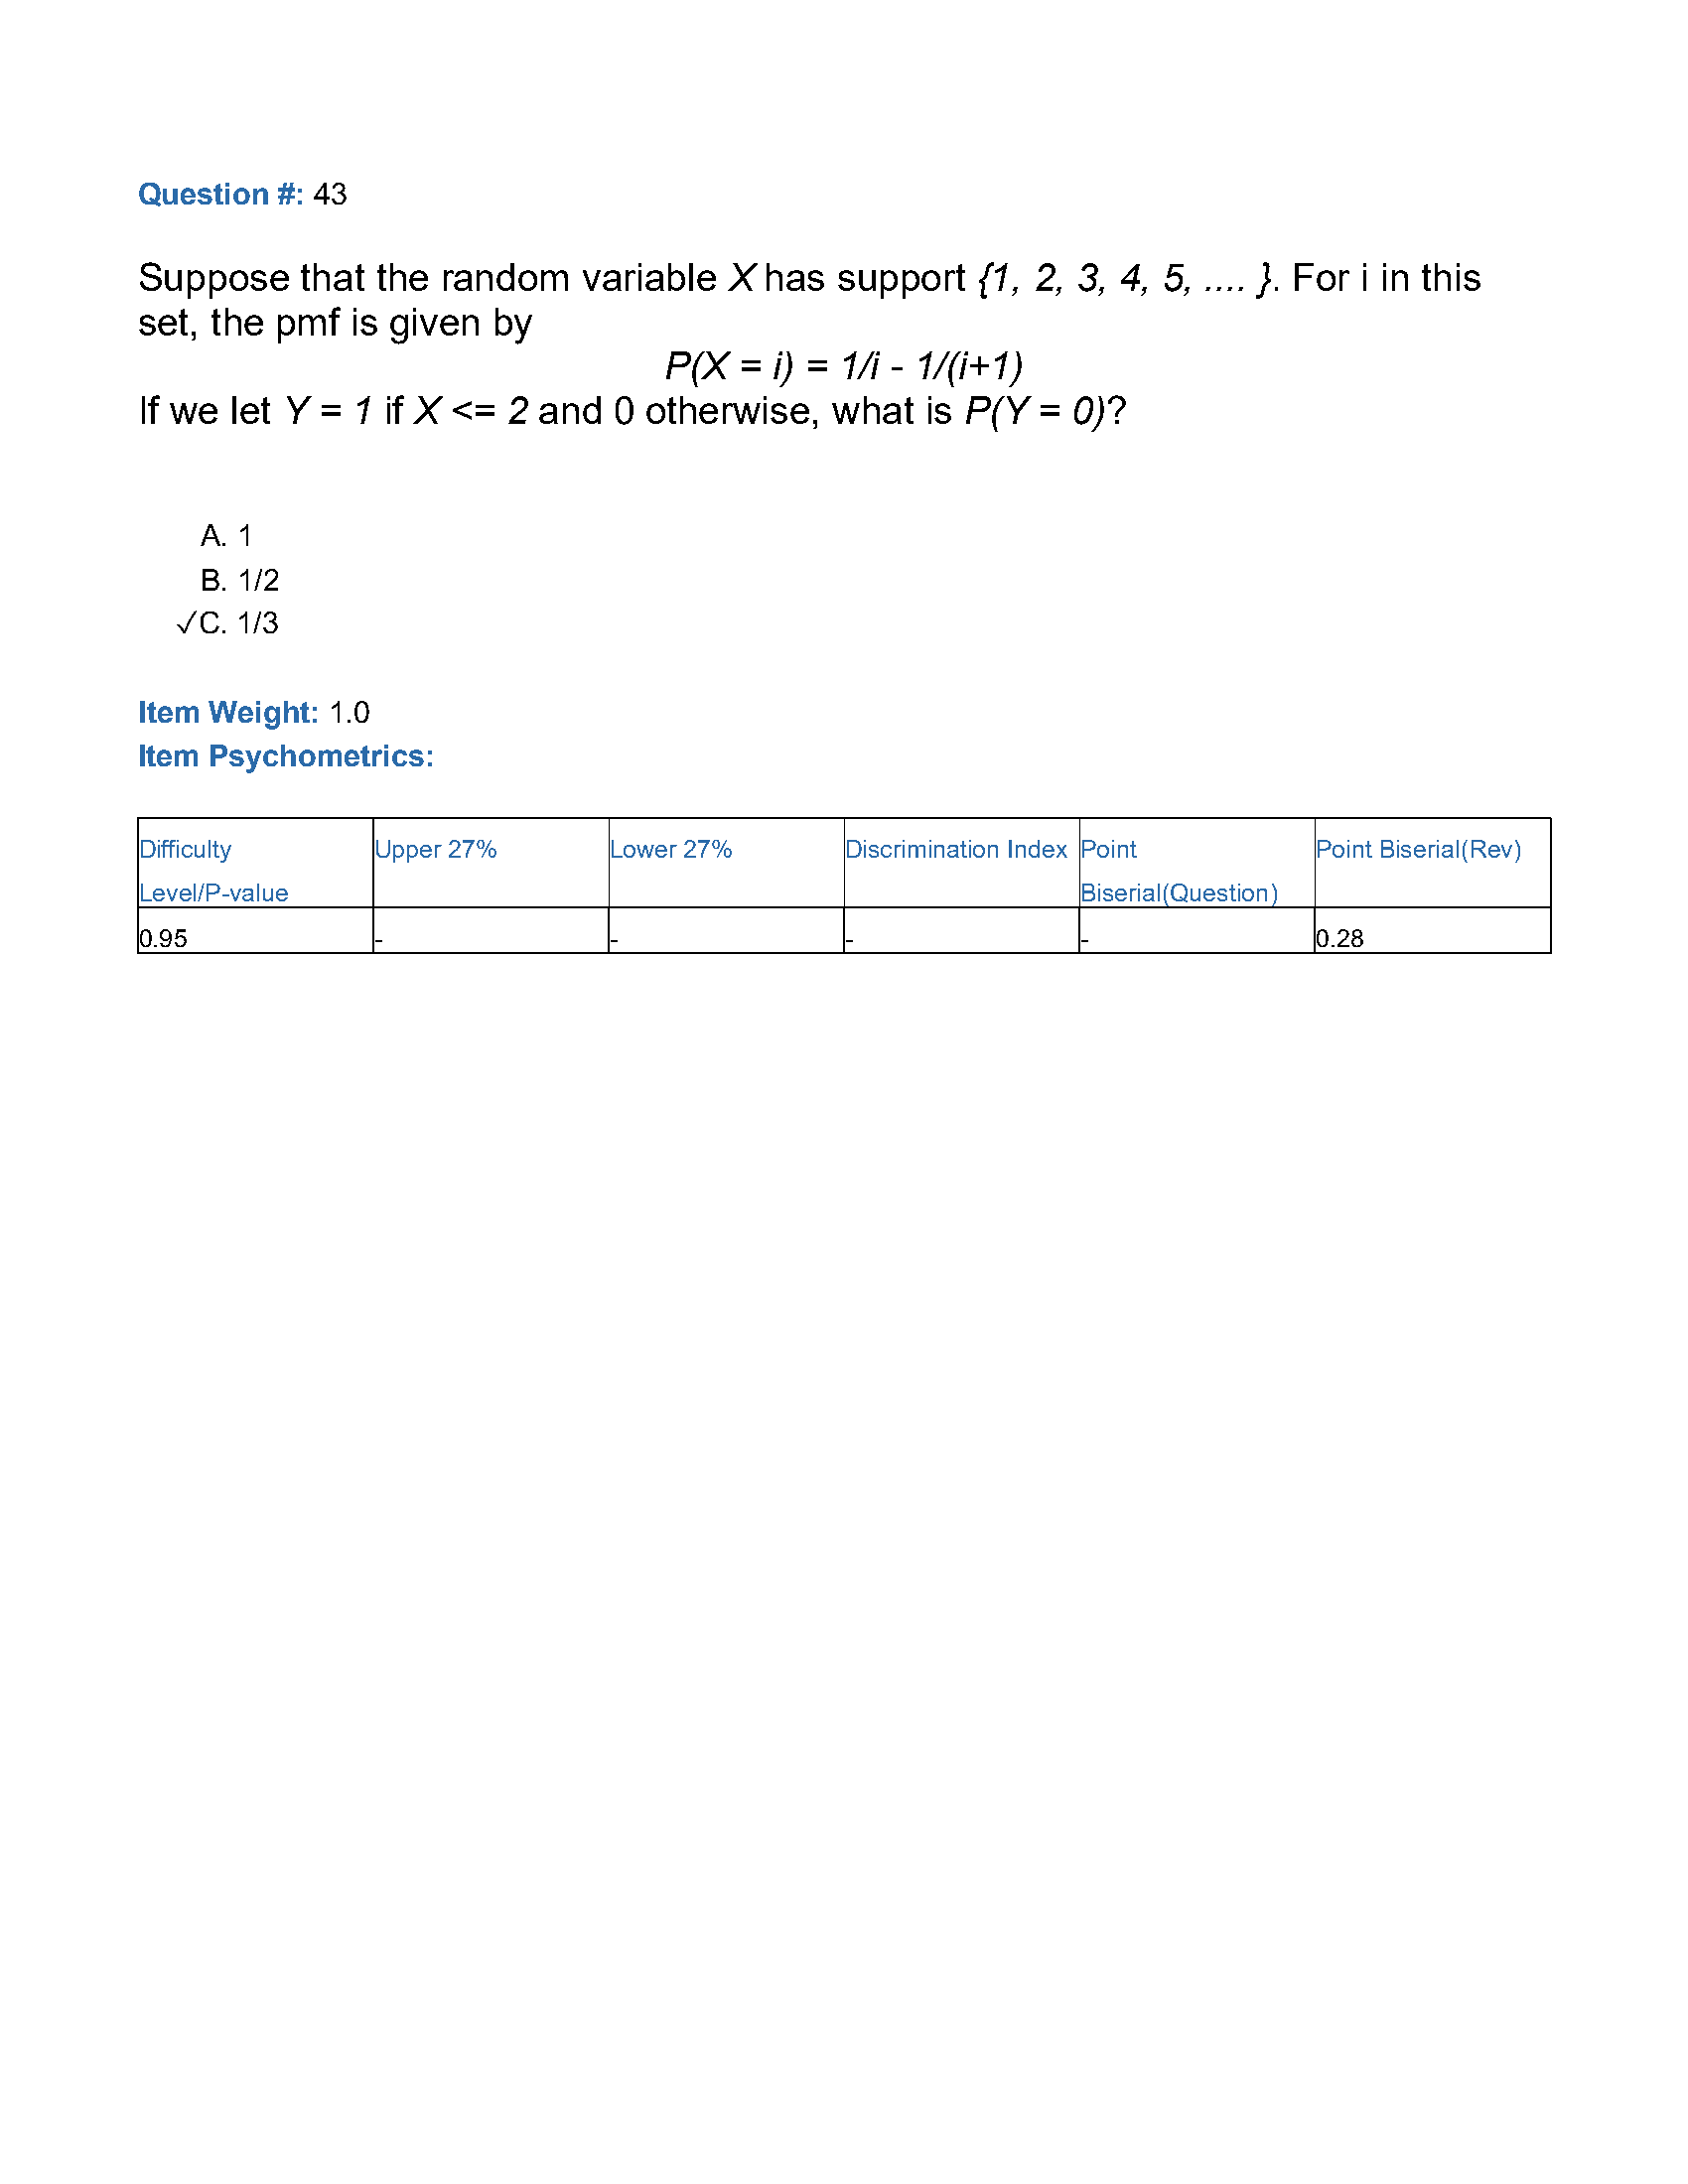 Question #: 43
Suppose that the random variable X has support {1, 2, 3, 4, 5, .... }. For i in this
set, the pmf is given by
P(X = i) = 1/i - 1/(i+1)
If we let Y = 1 if X <= 2 and 0 otherwise, what is P(Y = 0)?
A. 1
B. 1/2
✓C. 1/3
Item Weight: 1.0
Item Psychometrics:
Difficulty Level/P-value Upper 27% Lower 27% Discrimination Index Point Biserial(Question) Point Biserial(Rev)
0.95 - - - - 0.28